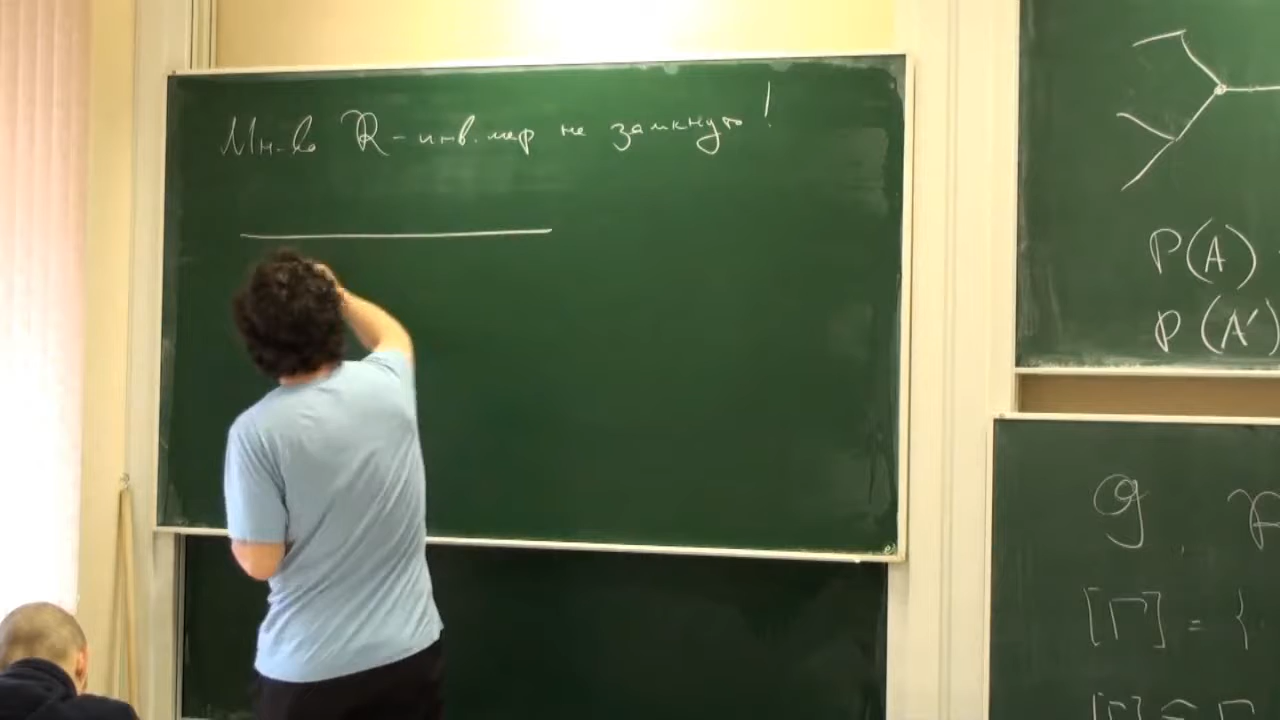 Мн-во R-инв. мер не замкнуто!
P(A)
P(A')
[Γ] = {